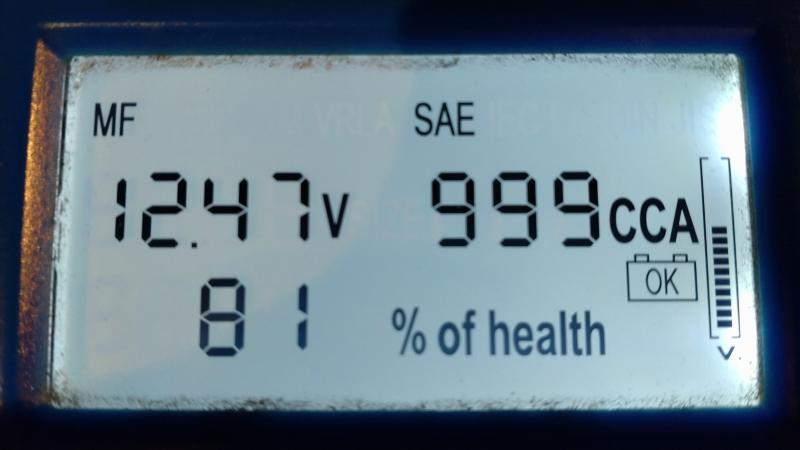 MF SAE
12.47V 999CCA
OK
81 % of health